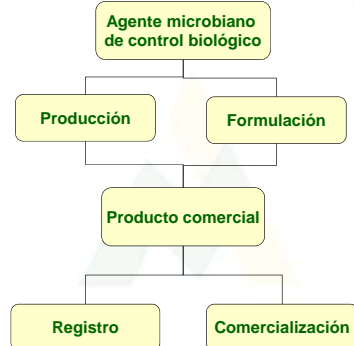 Agente microbiano
de control biológico
Producción
Formulación
Producto comercial
Registro
Comercialización